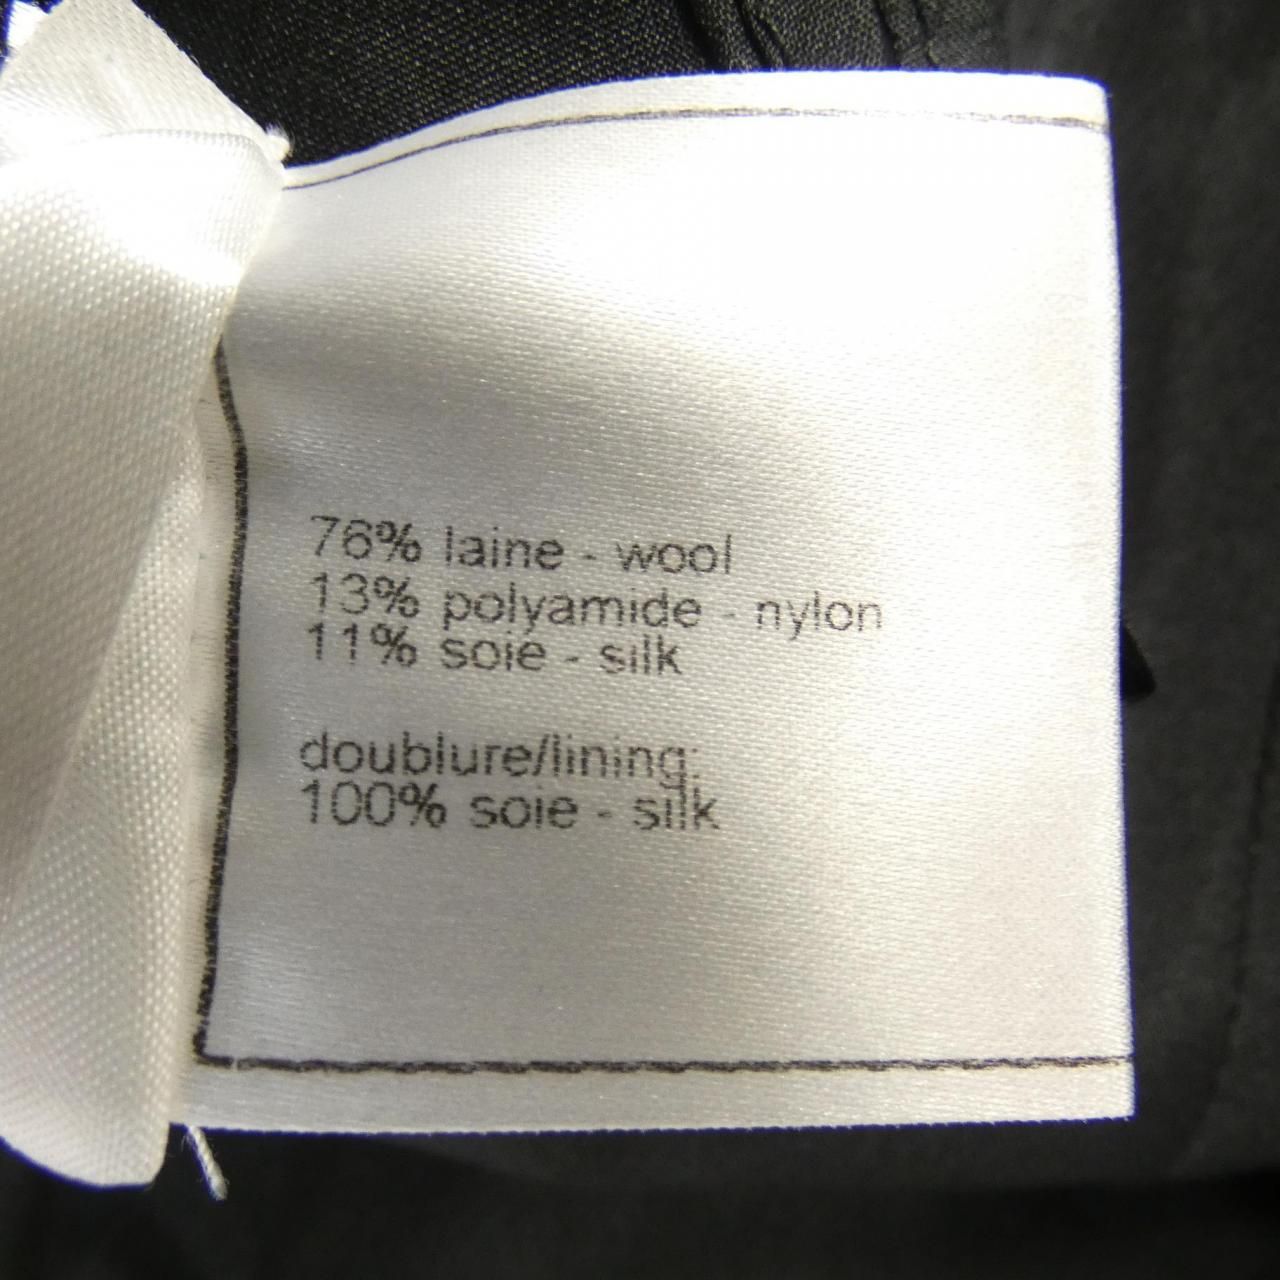 76% laine - wool
13% polyamide - nylon
11% soie - silk
doublure/lining:
100% soie - silk